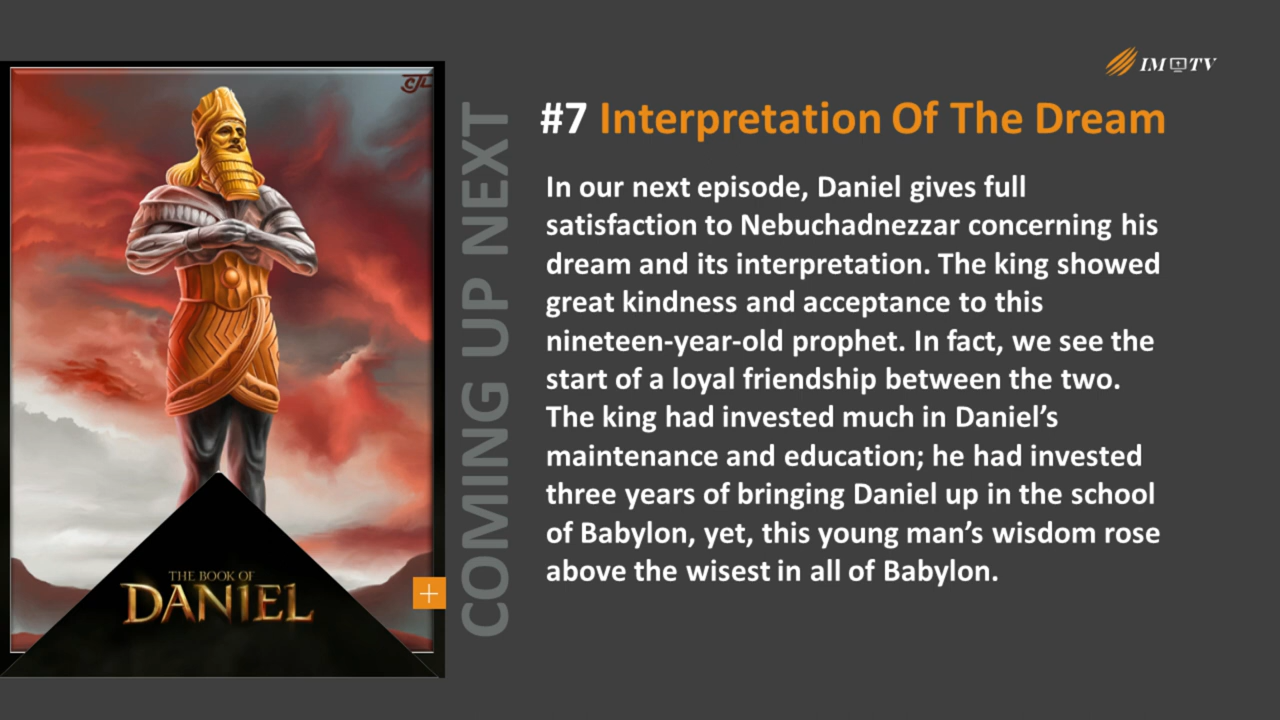 IM TV
#7 Interpretation Of The Dream
In our next episode, Daniel gives full
satisfaction to Nebuchadnezzar concerning his
dream and its interpretation. The king showed
great kindness and acceptance to this
nineteen-year-old prophet. In fact, we see the
start of a loyal friendship between the two.
The king had invested much in Daniel’s
maintenance and education; he had invested
three years of bringing Daniel up in the school
of Babylon, yet, this young man’s wisdom rose
above the wisest in all of Babylon.
COMING UP NEXT
CJL
THE BOOK OF
DANIEL
+